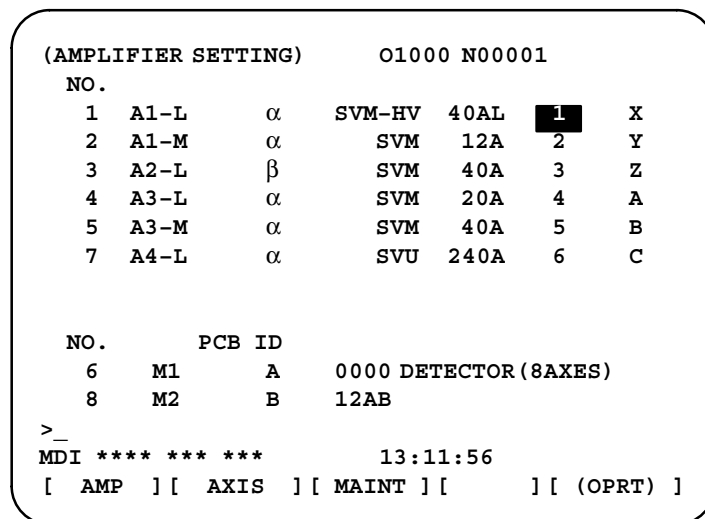 (AMPLIFIER SETTING) O1000 N00001
NO.
1 A1-L α SVM-HV 40AL 1 X
2 A1-M α SVM 12A 2 Y
3 A2-L β SVM 40A 3 Z
4 A3-L α SVM 20A 4 A
5 A3-M α SVM 40A 5 B
7 A4-L α SVU 240A 6 C
NO. PCB ID
6 M1 A 0000 DETECTOR(8AXES)
8 M2 B 12AB
>_
MDI **** *** *** 13:11:56
[ AMP ][ AXIS ][ MAINT ][ ][ (OPRT) ]